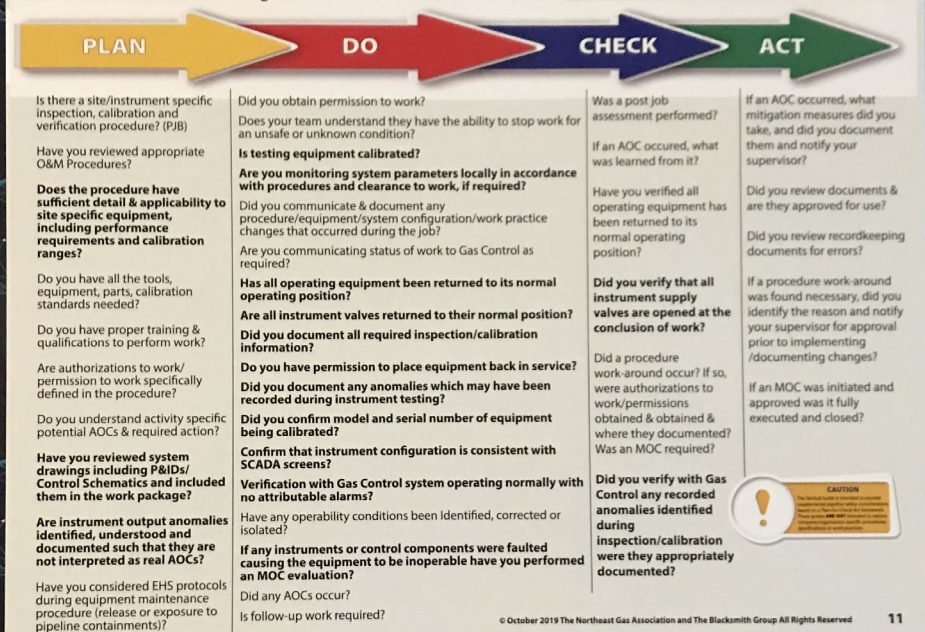 PLAN
DO
CHECK
ACT
Is there a site/instrument specific
inspection, calibration and
verification procedure? (PJB)
Have you reviewed appropriate
O&M Procedures?
Does the procedure have
sufficient detail & applicability to
site specific equipment,
including performance
requirements and calibration
ranges?
Do you have all the tools,
equipment, parts, calibration
standards needed?
Do you have proper training &
qualifications to perform work?
Are authorizations to work/
permission to work specifically
defined in the procedure?
Do you understand activity specific
potential AOCs & required action?
Have you reviewed system
drawings including P&IDs/
Control Schematics and included
them in the work package?
Are instrument output anomalies
identified, understood and
documented such that they are
not interpreted as real AOCs?
Have you considered EHS protocols
during equipment maintenance
procedure (release or exposure to
pipeline containments)?
Did you obtain permission to work?
Does your team understand they have the ability to stop work for
an unsafe or unknown condition?
Is testing equipment calibrated?
Are you monitoring system parameters locally in accordance
with procedures and clearance to work, if required?
Did you communicate & document any
procedure/equipment/system configuration/work practice
changes that occurred during the job?
Are you communicating status of work to Gas Control as
required?
Has all operating equipment been returned to its normal
operating position?
Are all instrument valves returned to their normal position?
Did you document all required inspection/calibration
information?
Do you have permission to place equipment back in service?
Did you document any anomalies which may have been
recorded during instrument testing?
Did you confirm model and serial number of equipment
being calibrated?
Confirm that instrument configuration is consistent with
SCADA screens?
Verification with Gas Control system operating normally with
no attributable alarms?
Have any operability conditions been Identified, corrected or
isolated?
If any instruments or control components were faulted
causing the equipment to be inoperable have you performed
an MOC evaluation?
Did any AOCs occur?
Is follow-up work required?
Was a post job
assessment performed?
If an AOC occured, what
was learned from it?
Have you verified all
operating equipment has
been returned to its
normal operating
position?
Did you verify that all
instrument supply
valves are opened at the
conclusion of work?
Did a procedure
work-around occur? If so,
were authorizations to
work/permissions
obtained & obtained &
where they documented?
Was an MOC required?
Did you verify with Gas
Control any recorded
anomalies identified
during
inspection/calibration
were they appropriately
documented?
If an AOC occurred, what
mitigation measures did you
take, and did you document
them and notify your
supervisor?
Did you review documents &
are they approved for use?
Did you review recordkeeping
documents for errors?
If a procedure work-around
was found necessary, did you
identify the reason and notify
your supervisor for approval
prior to implementing
/documenting changes?
If an MOC was initiated and
approved was it fully
executed and closed?
CAUTION
© October 2019 The Northeast Gas Association and The Blacksmith Group All Rights Reserved
11